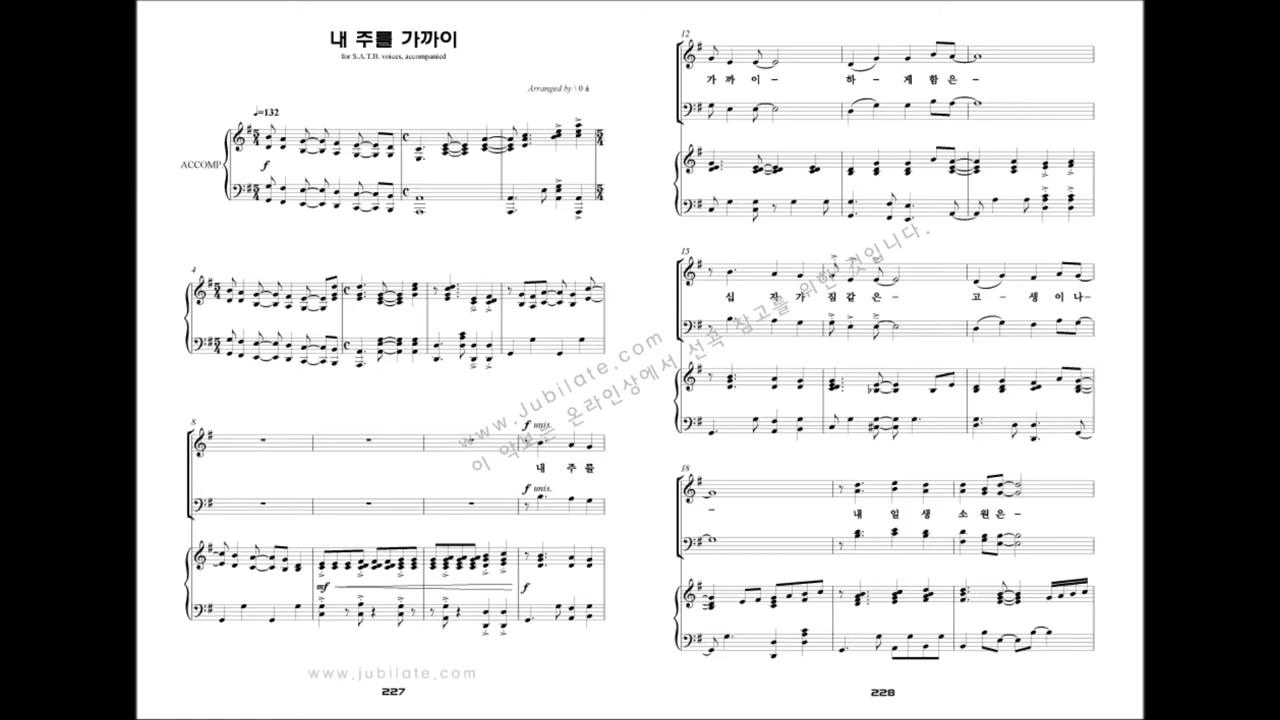 내 주를 가까이
for S.A.T.B. voices, accompanied
Arranged by
♩=132
ACCOMP.
f
4
8
f unis.
내 주를
f unis.
mf
f
www.jubilate.com
227
12
가 까 이 - 하 - 게 함 은 -
15
십 자 가 짐 같 은 - 고 - 생 이 나 -
18
- 내 일 생 소 원 은 -
228
www.Jubilate.com
이 악보는 온라인상에서 선곡 참고를 위한 것입니다.